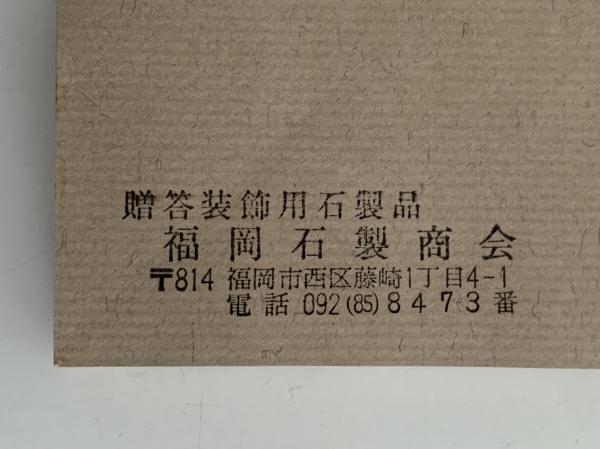 贈答装飾用石製品
福岡石製商会
〒814 福岡市西区藤崎1丁目4-1
電話 092(85)8473番